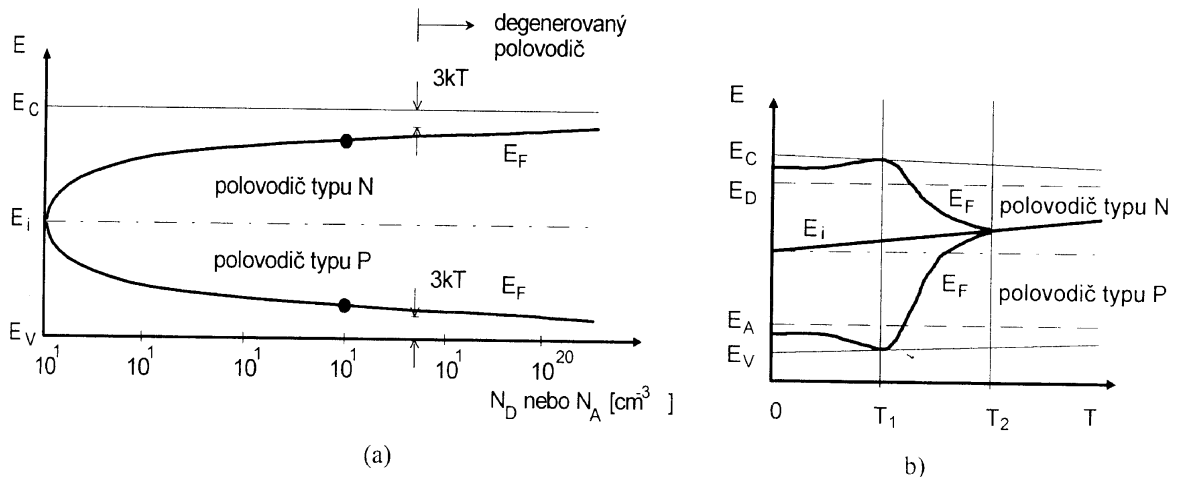 degenerovaný
polovodič
E
3kT
E_C
E_F
polovodič typu N
E_i
polovodič typu P
3kT
E_F
E_V
10^1 10^1 10^1 10^1 10^1 10^20
N_D nebo N_A [cm^-3 ]
(a)
E
E_C
E_D
E_F polovodič typu N
E_i
E_F polovodič typu P
E_A
E_V
0 T_1 T_2 T
b)